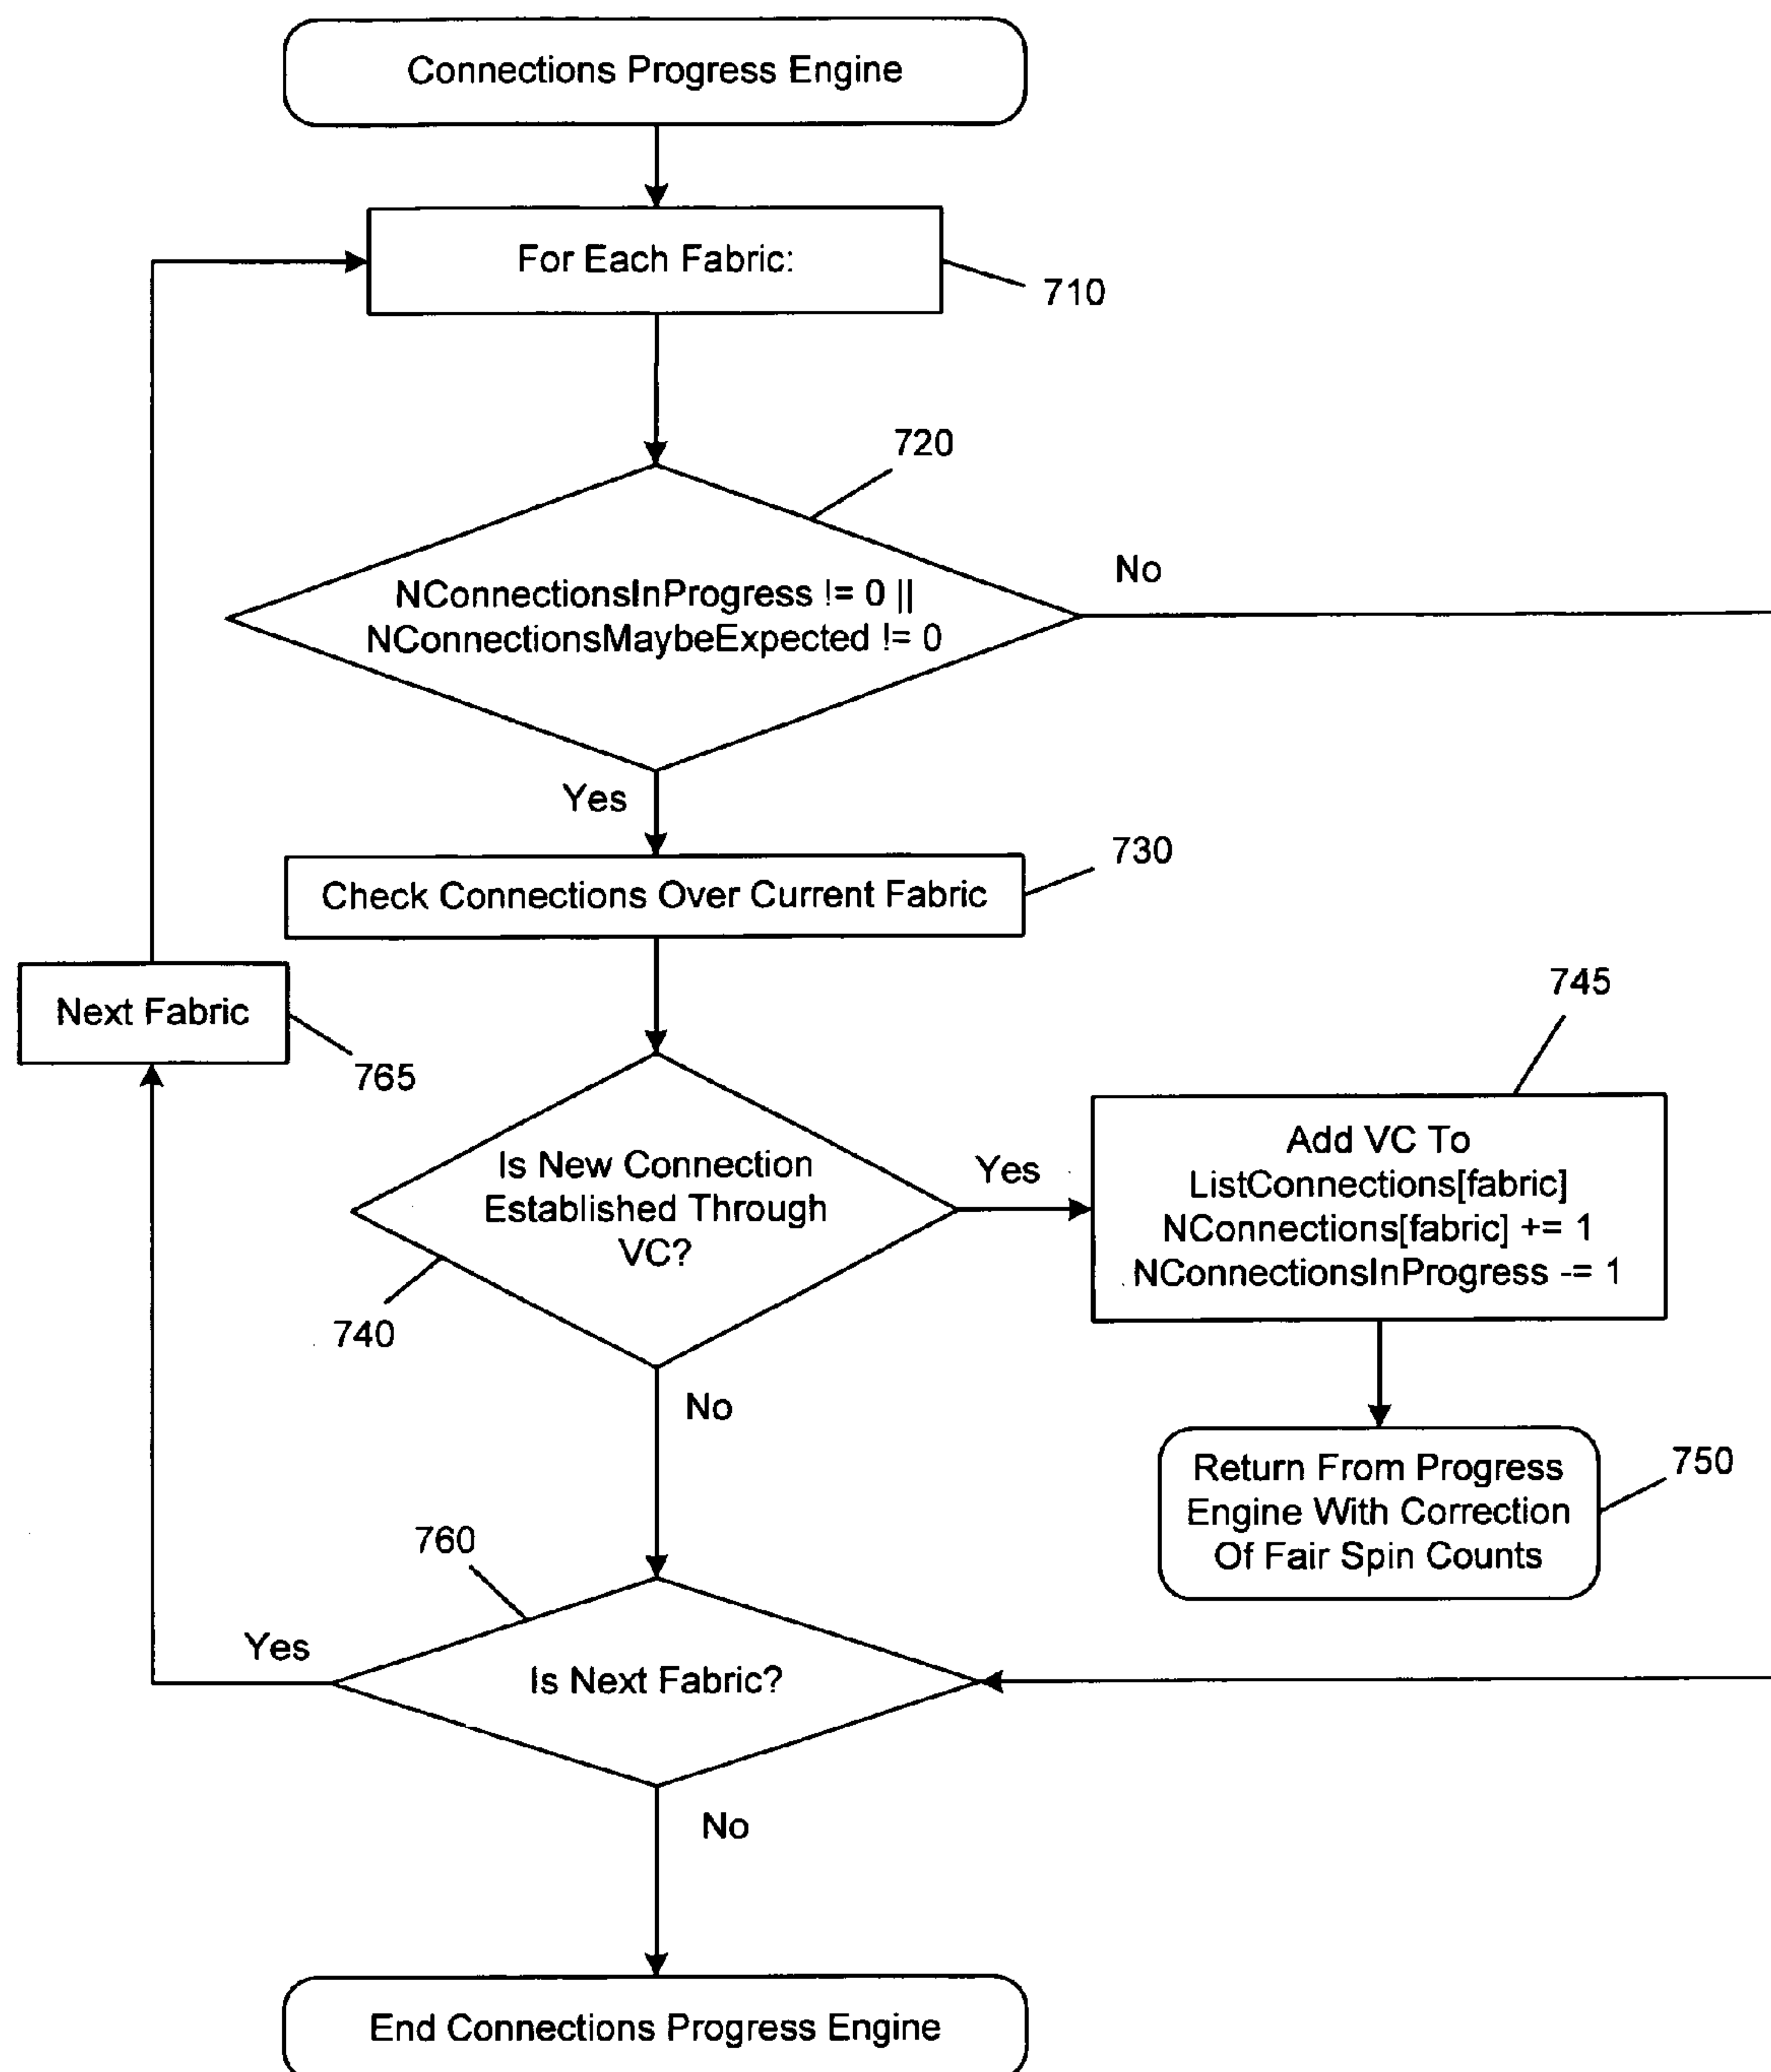 Connections Progress Engine
For Each Fabric:
710
720
NConnectionsInProgress != 0 ||
NConnectionsMaybeExpected != 0
No
Yes
730
Check Connections Over Current Fabric
Next Fabric
765
745
Is New Connection
Established Through
VC?
740
Yes
Add VC To
ListConnections[fabric]
NConnections[fabric] += 1
NConnectionsInProgress -= 1
No
Return From Progress
Engine With Correction
Of Fair Spin Counts
750
760
Yes
Is Next Fabric?
No
End Connections Progress Engine